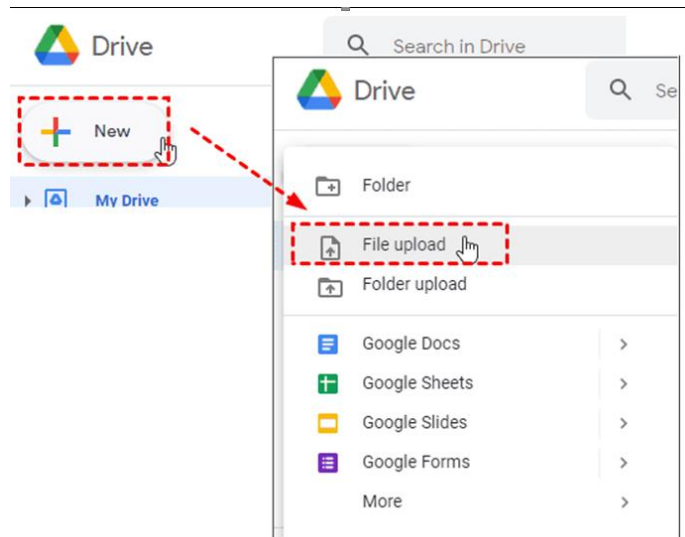 Drive
Search in Drive
New
My Drive
Drive
Se
Folder
File upload
Folder upload
Google Docs
Google Sheets
Google Slides
Google Forms
More